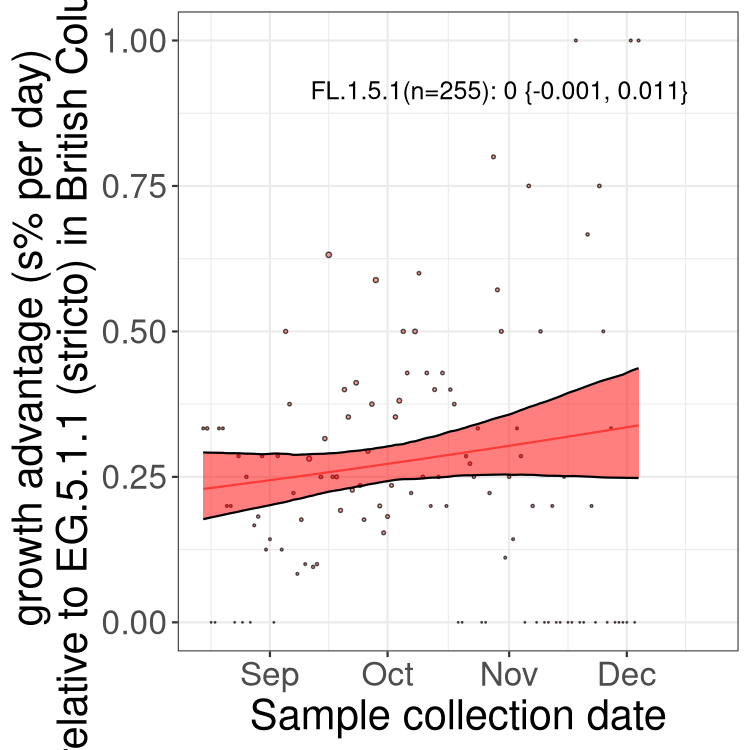 growth advantage (s% per day)
relative to EG.5.1.1 (stricto) in British Colu
1.00
0.75
0.50
0.25
0.00
FL.1.5.1(n=255): 0 {-0.001, 0.011}
Sep Oct Nov Dec
Sample collection date